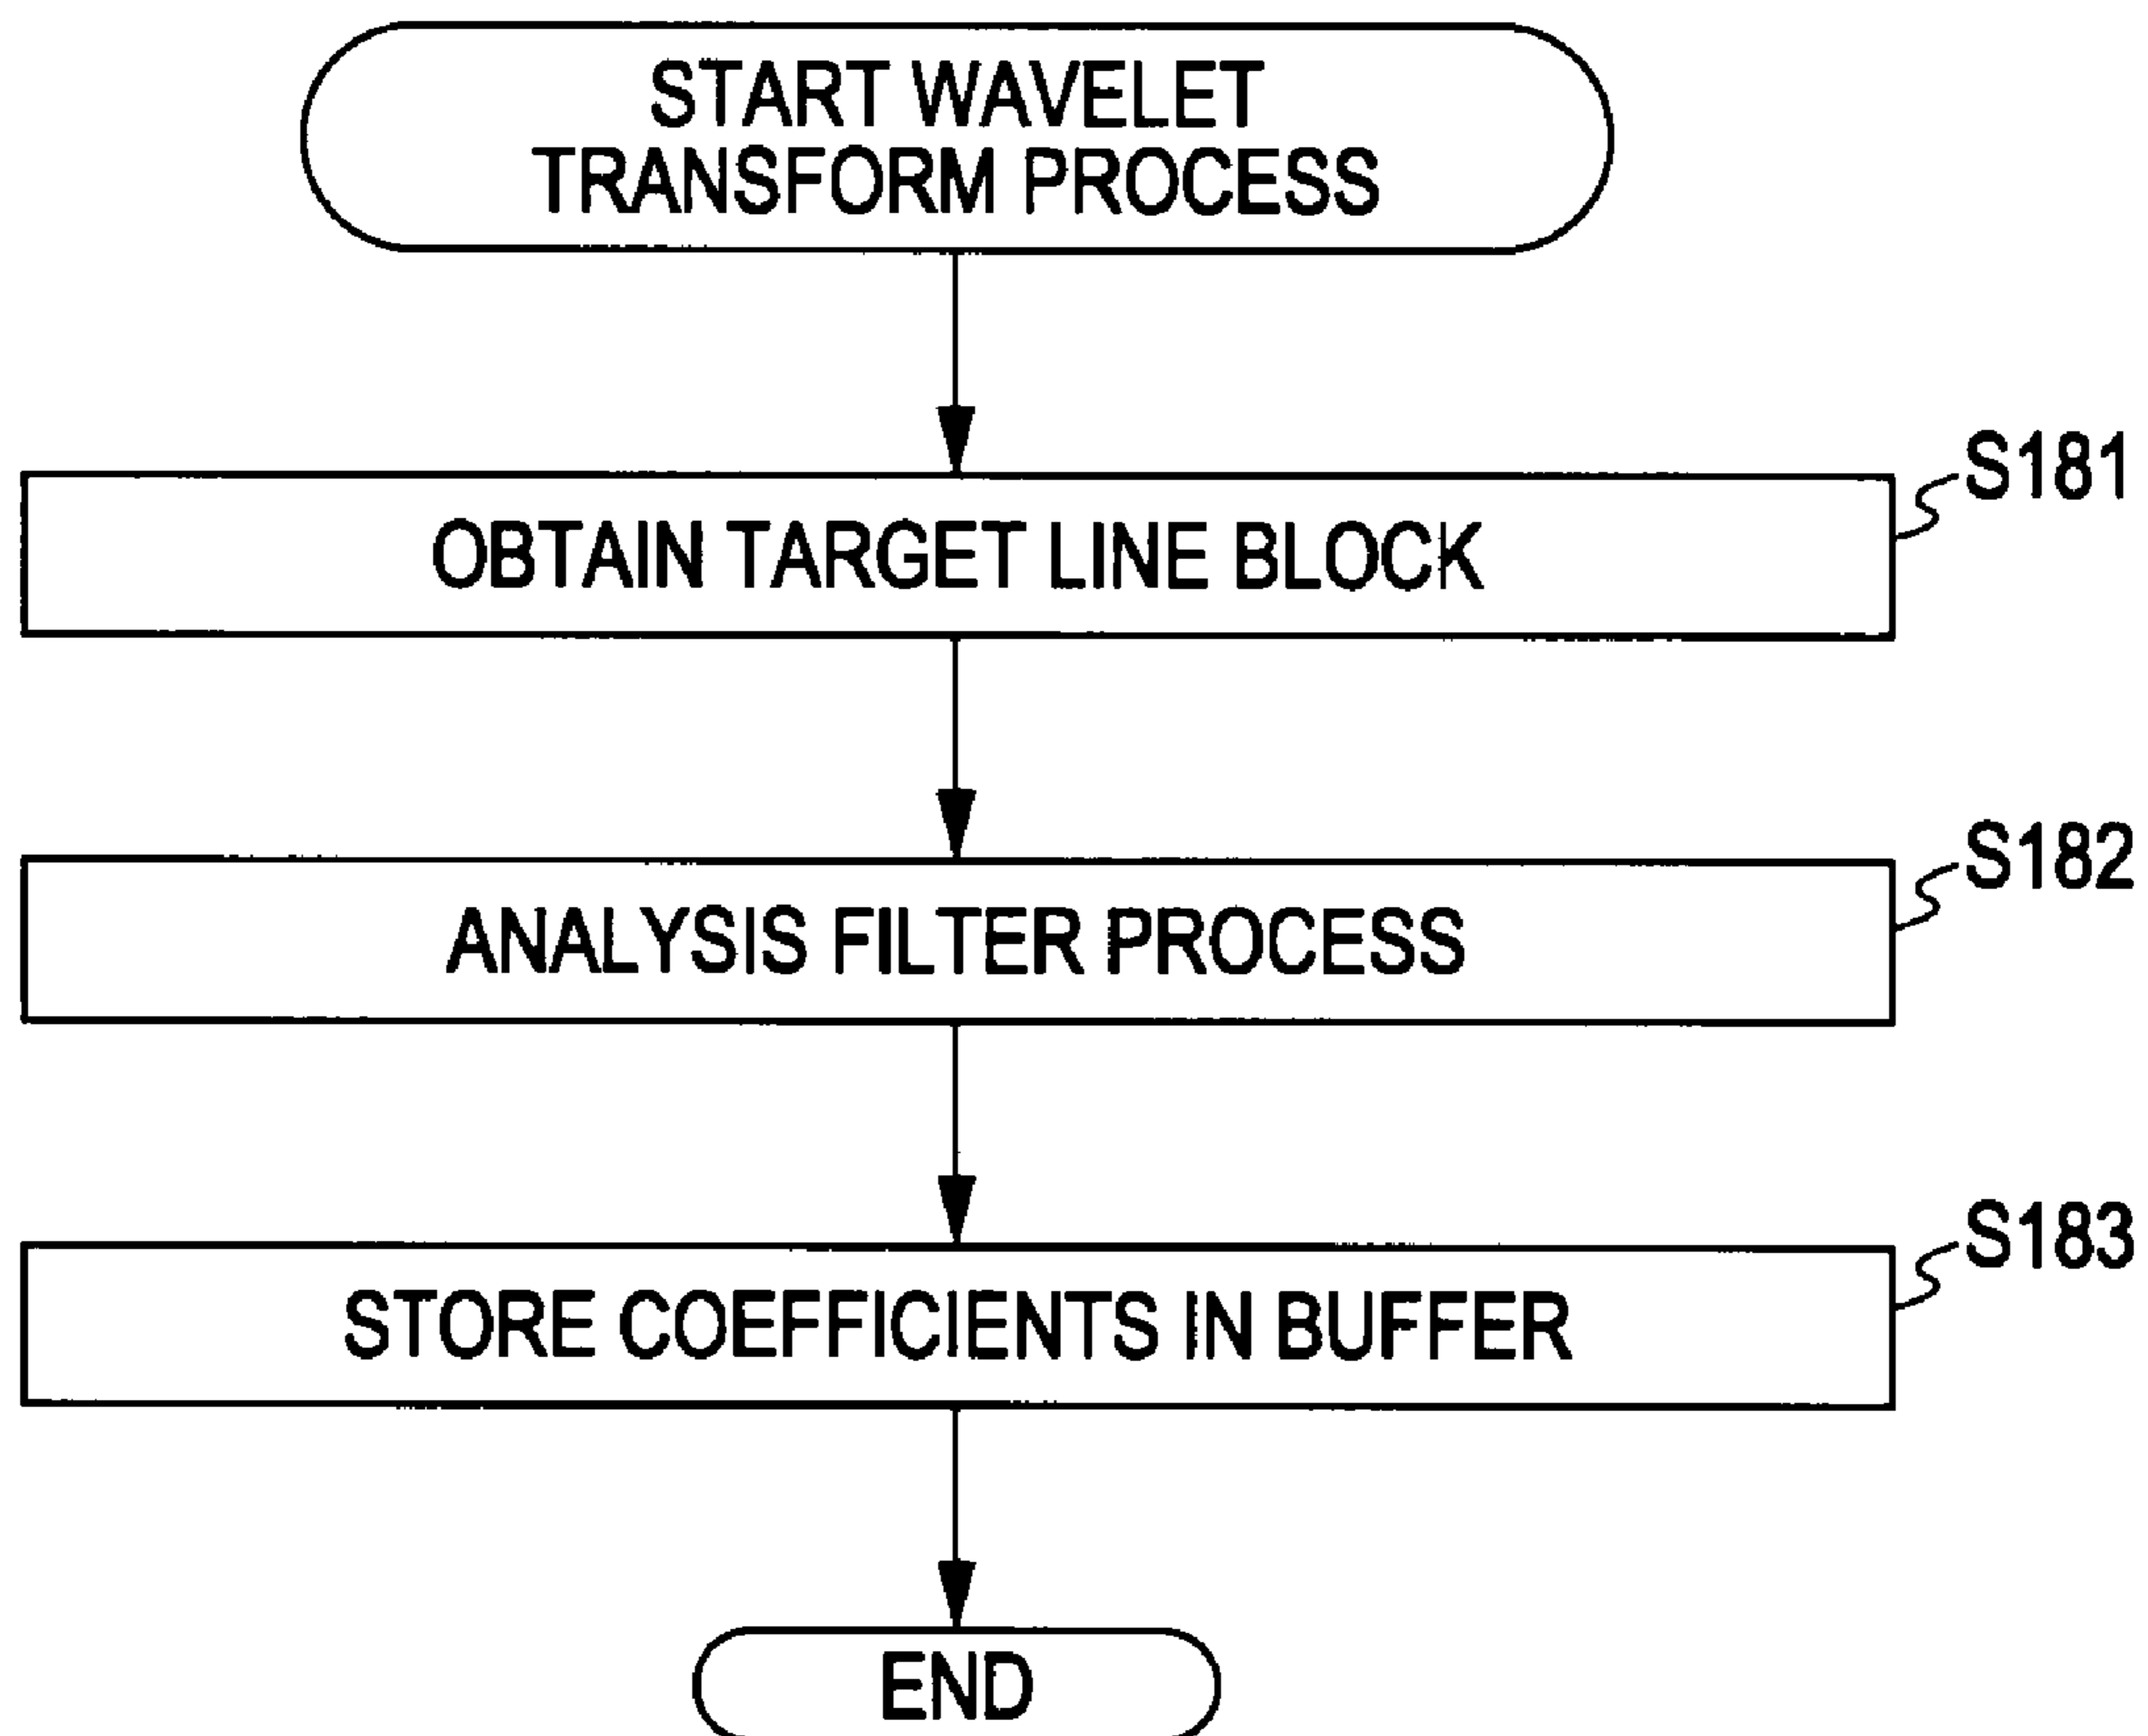 START WAVELET
TRANSFORM PROCESS
S181
OBTAIN TARGET LINE BLOCK
S182
ANALYSIS FILTER PROCESS
S183
STORE COEFFICIENTS IN BUFFER
END